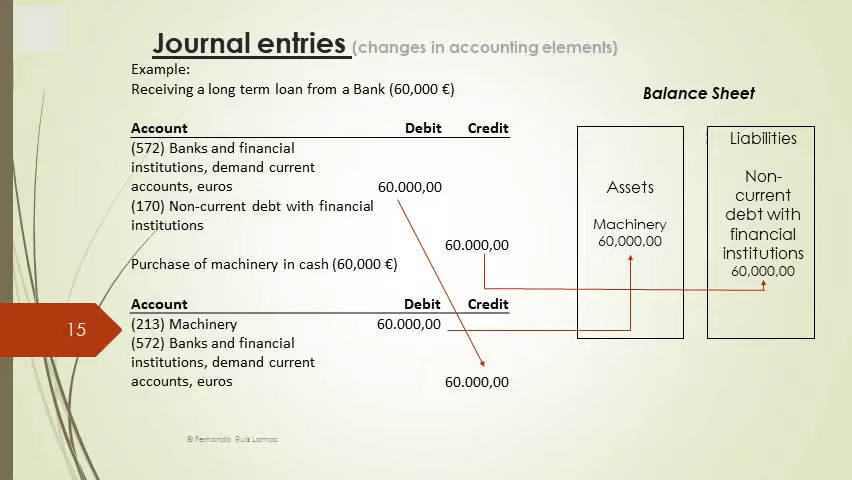 Journal entries (changes in accounting elements)
Example:
Receiving a long term loan from a Bank (60,000 €)
Account Debit Credit
(572) Banks and financial
institutions, demand current
accounts, euros 60.000,00
(170) Non-current debt with financial
institutions
60.000,00
Purchase of machinery in cash (60,000 €)
Account Debit Credit
(213) Machinery 60.000,00
(572) Banks and financial
institutions, demand current
accounts, euros 60.000,00
Balance Sheet
Assets
Machinery
60,000,00
Liabilities
Non-
current
debt with
financial
institutions
60,000,00
15
© Fernando Ruiz Lamas